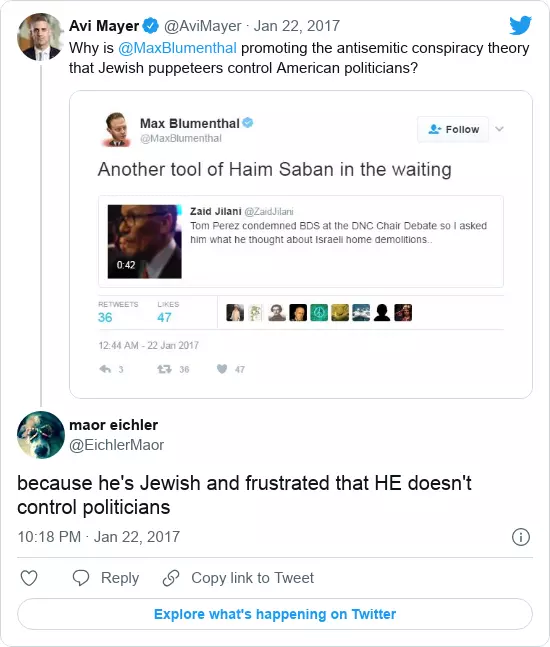 Avi Mayer @AviMayer · Jan 22, 2017
Why is @MaxBlumenthal promoting the antisemitic conspiracy theory
that Jewish puppeteers control American politicians?
Max Blumenthal
@MaxBlumenthal
Follow
Another tool of Haim Saban in the waiting
Zaid Jilani @ZaidJilani
Tom Perez condemned BDS at the DNC Chair Debate so I asked
him what he thought about Israeli home demolitions..
0:42
RETWEETS LIKES
36 47
12:44 AM - 22 Jan 2017
3 36 47
maor eichler
@EichlerMaor
because he's Jewish and frustrated that HE doesn't
control politicians
10:18 PM · Jan 22, 2017
Reply Copy link to Tweet
Explore what's happening on Twitter